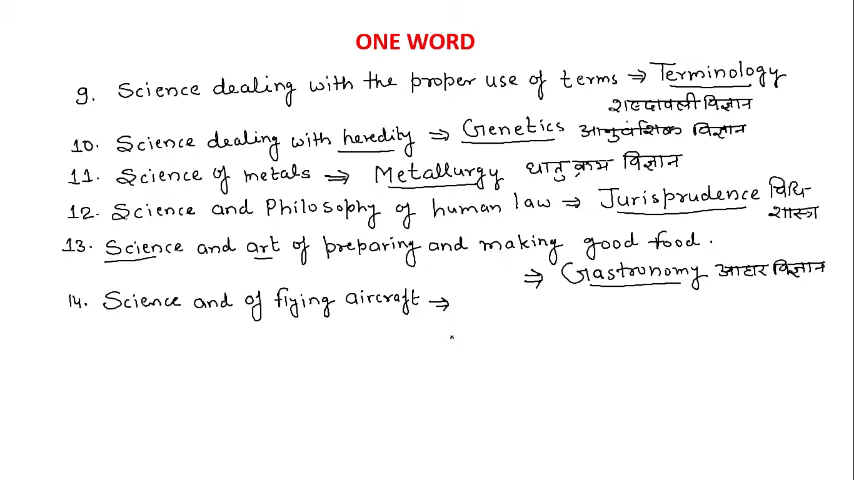 ONE WORD
9. Science dealing with the proper use of terms ⇒ Terminology
शब्दावली विज्ञान
10. Science dealing with heredity ⇒ Genetics आनुवंशिक विज्ञान
11. Science of metals ⇒ Metallurgy धातु क्रम विज्ञान
12. Science and Philosophy of human law ⇒ Jurisprudence विधि-
शास्त्र
13. Science and art of preparing and making good food.
⇒ Gastronomy आहार विज्ञान
14. Science and of flying aircraft ⇒